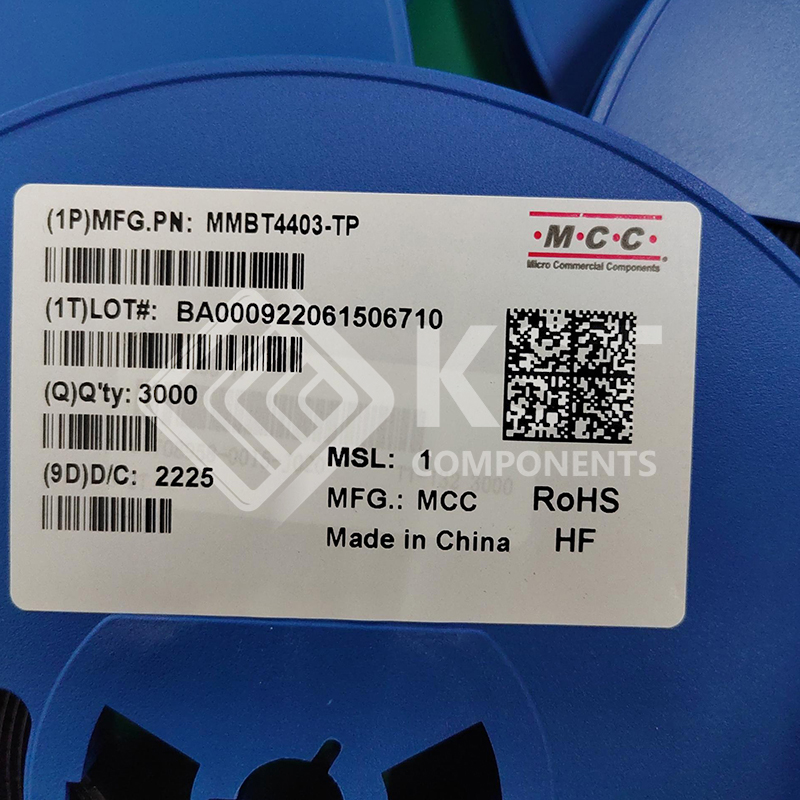 (1P)MFG.PN: MMBT4403-TP
·M·C·C·
Micro Commercial Components
(1T)LOT#: BA000922061506710
(Q)Q'ty: 3000
(9D)D/C: 2225
MSL: 1
COMPONENTS
MFG.: MCC
RoHS
Made in China
HF